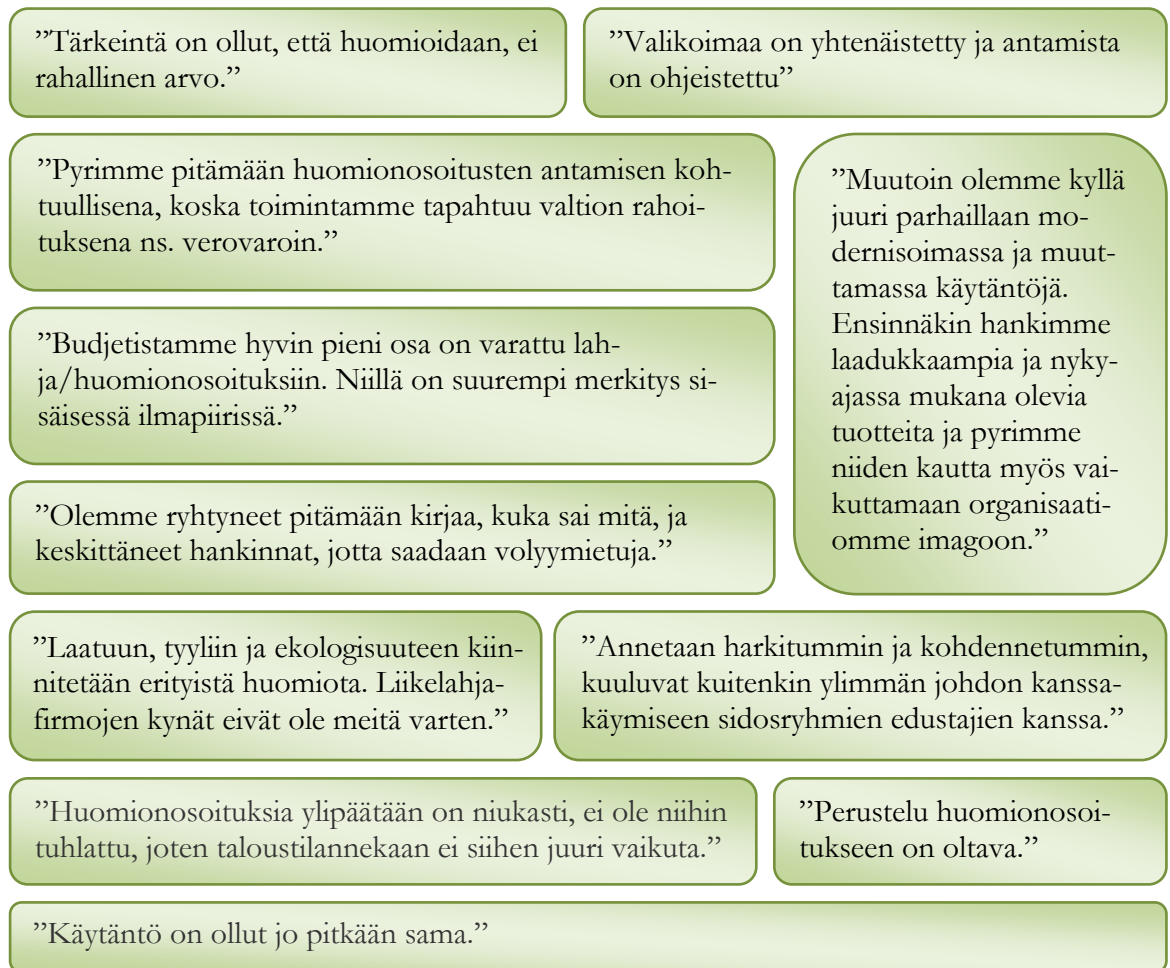 ”Tärkeintä on ollut, että huomioidaan, ei
rahallinen arvo.”
”Valikoimaa on yhtenäistetty ja antamista
on ohjeistettu”
”Pyrimme pitämään huomionosoitusten antamisen koh-
tuullisena, koska toimintamme tapahtuu valtion rahoi-
tuksena ns. verovaroin.”
”Muutoin olemme kyllä
juuri parhaillaan mo-
dernisoimassa ja muut-
tamassa käytäntöjä.
Ensinnäkin hankimme
laadukkaampia ja nyky-
ajassa mukana olevia
tuotteita ja pyrimme
niiden kautta myös vai-
kuttamaan organisaati-
omme imagoon.”
”Budjetistamme hyvin pieni osa on varattu lah-
ja/huomionosoituksiin. Niillä on suurempi merkitys si-
säisessä ilmapiirissä.”
”Olemme ryhtyneet pitämään kirjaa, kuka sai mitä, ja
keskittäneet hankinnat, jotta saadaan volyymietuja.”
”Laatuun, tyyliin ja ekologisuuteen kiin-
nitetään erityistä huomiota. Liikelahja-
firmojen kynät eivät ole meitä varten.”
”Annetaan harkitummin ja kohdennetummin,
kuuluvat kuitenkin ylimmän johdon kanssa-
käymiseen sidosryhmien edustajien kanssa.”
”Huomionosoituksia ylipäätään on niukasti, ei ole niihin
tuhlattu, joten taloustilannekaan ei siihen juuri vaikuta.”
”Perustelu huomionosoi-
tukseen on oltava.”
”Käytäntö on ollut jo pitkään sama.”